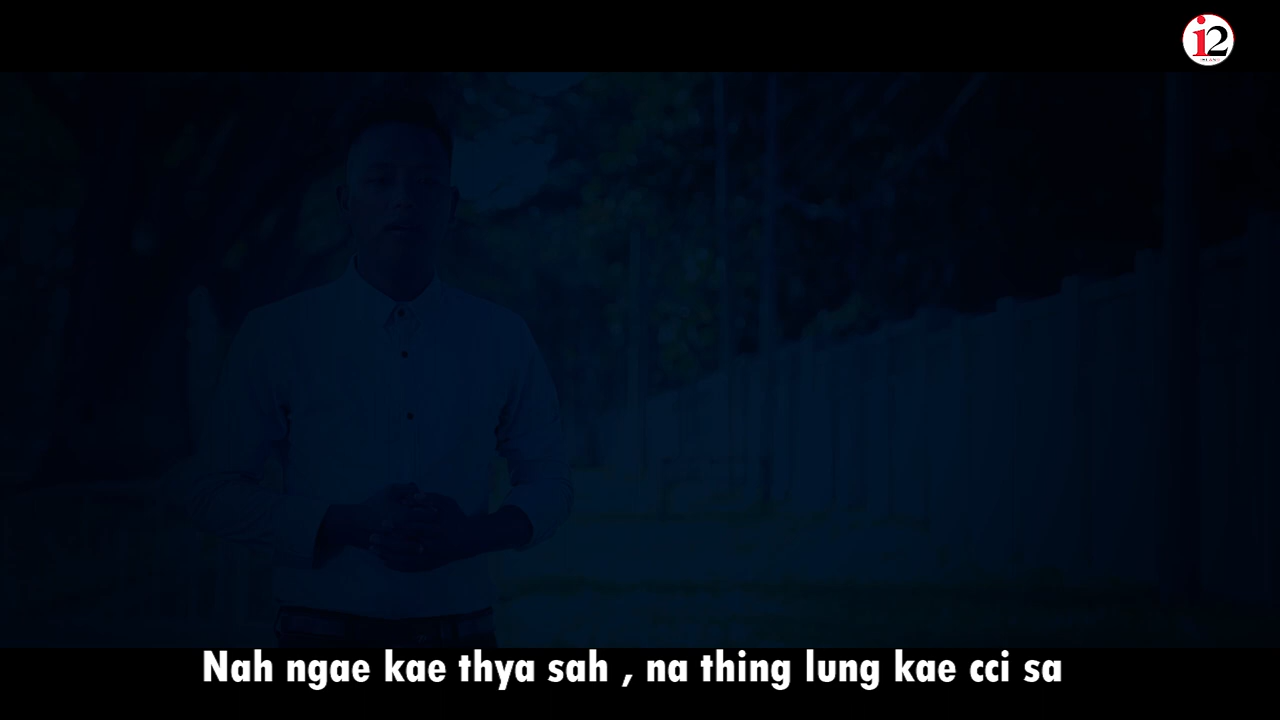 i2
Nah ngae kae thya sah , na thing lung kae cci sa